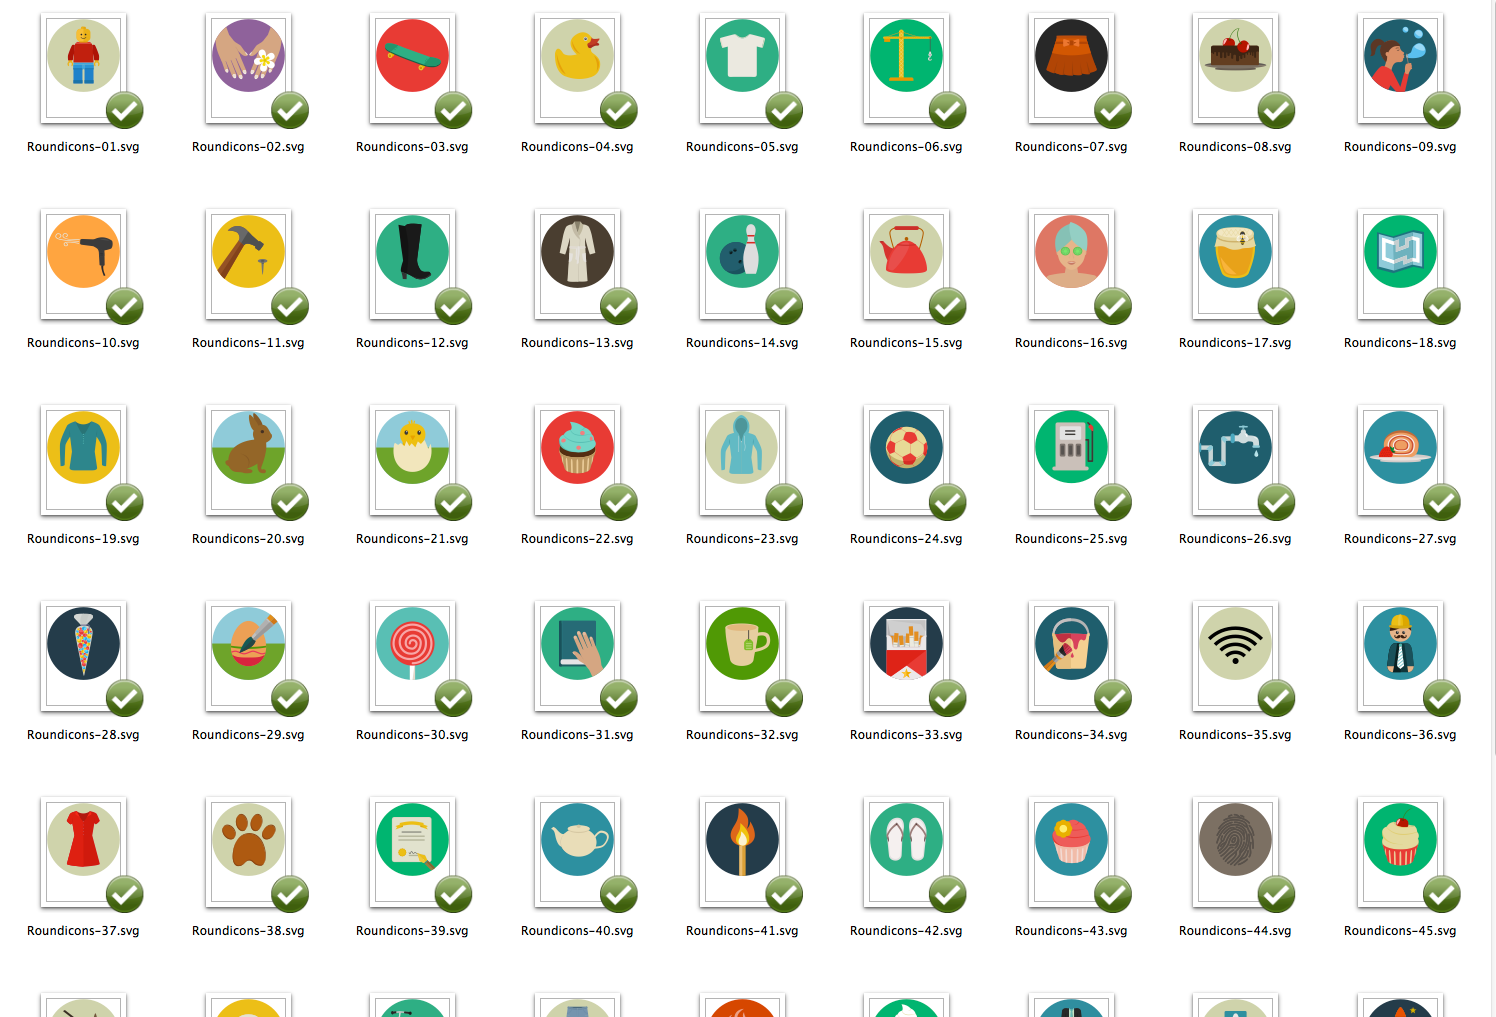 Roundicons-01.svg Roundicons-02.svg Roundicons-03.svg Roundicons-04.svg Roundicons-05.svg Roundicons-06.svg Roundicons-07.svg Roundicons-08.svg Roundicons-09.svg
Roundicons-10.svg Roundicons-11.svg Roundicons-12.svg Roundicons-13.svg Roundicons-14.svg Roundicons-15.svg Roundicons-16.svg Roundicons-17.svg Roundicons-18.svg
Roundicons-19.svg Roundicons-20.svg Roundicons-21.svg Roundicons-22.svg Roundicons-23.svg Roundicons-24.svg Roundicons-25.svg Roundicons-26.svg Roundicons-27.svg
Roundicons-28.svg Roundicons-29.svg Roundicons-30.svg Roundicons-31.svg Roundicons-32.svg Roundicons-33.svg Roundicons-34.svg Roundicons-35.svg Roundicons-36.svg
Roundicons-37.svg Roundicons-38.svg Roundicons-39.svg Roundicons-40.svg Roundicons-41.svg Roundicons-42.svg Roundicons-43.svg Roundicons-44.svg Roundicons-45.svg